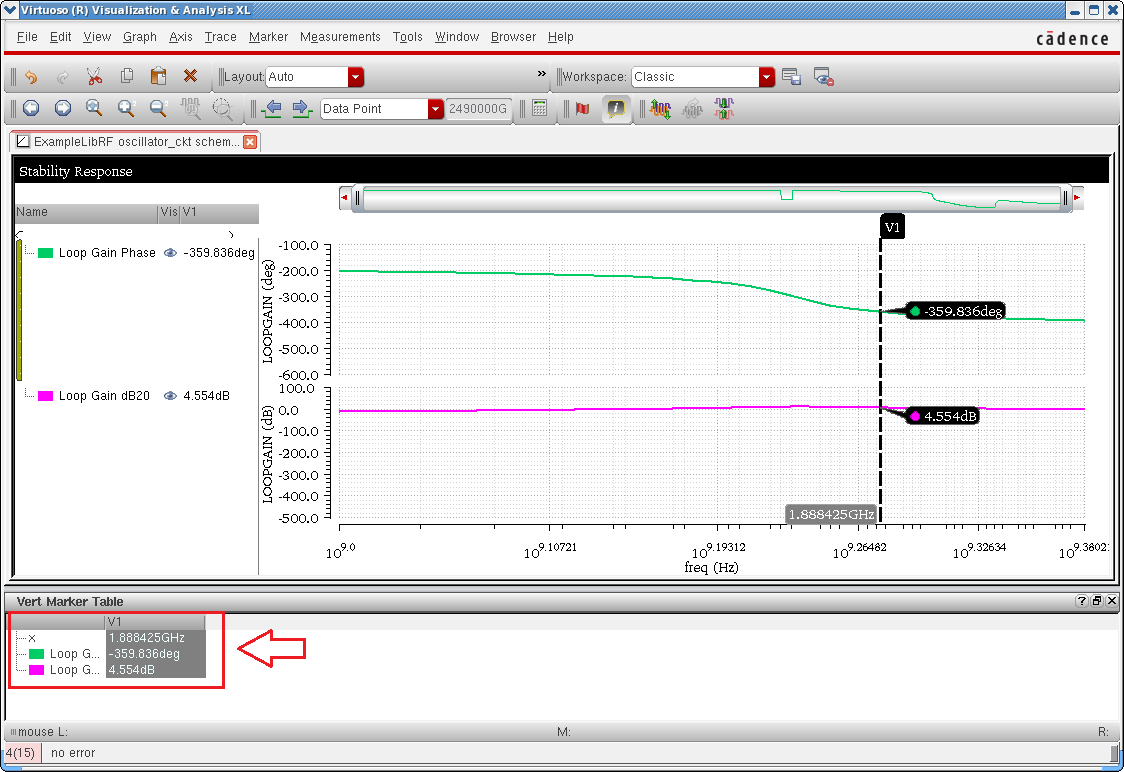 Virtuoso (R) Visualization & Analysis XL
File Edit View Graph Axis Trace Marker Measurements Tools Window Browser Help
cādence
Layout: Auto
» Workspace: Classic
Data Point 2490000G
ExampleLibRF oscillator_ckt schem...
Stability Response
Name Vis V1
Loop Gain Phase -359.836deg
Loop Gain dB20 4.554dB
V1
-100.0
-200.0
-300.0
-400.0
-500.0
-600.0
LOOPGAIN (deg)
-359.836deg
100.0
0.0
-100.0
-200.0
-300.0
-400.0
-500.0
LOOPGAIN (dB)
4.554dB
1.888425GHz
10^9.0 10^9.10721 10^9.19312 10^9.26482 10^9.32634 10^9.3802
freq (Hz)
Vert Marker Table
V1
x 1.888425GHz
Loop G... -359.836deg
Loop G... 4.554dB
mouse L: M: R:
4(15) no error